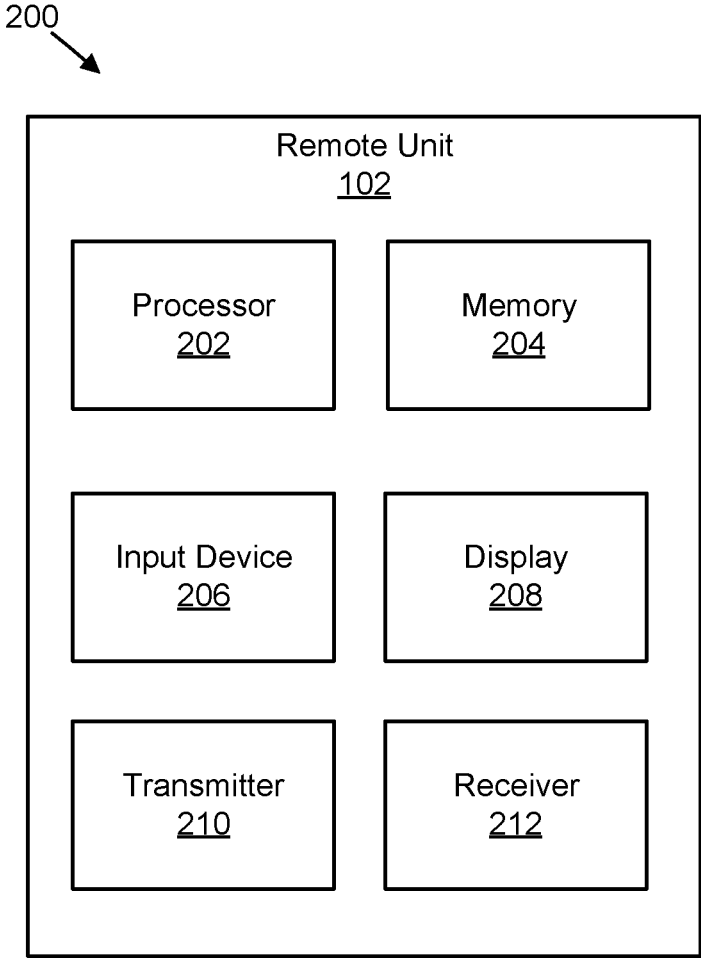 200
Remote Unit
102
Processor
202
Memory
204
Input Device
206
Display
208
Transmitter
210
Receiver
212